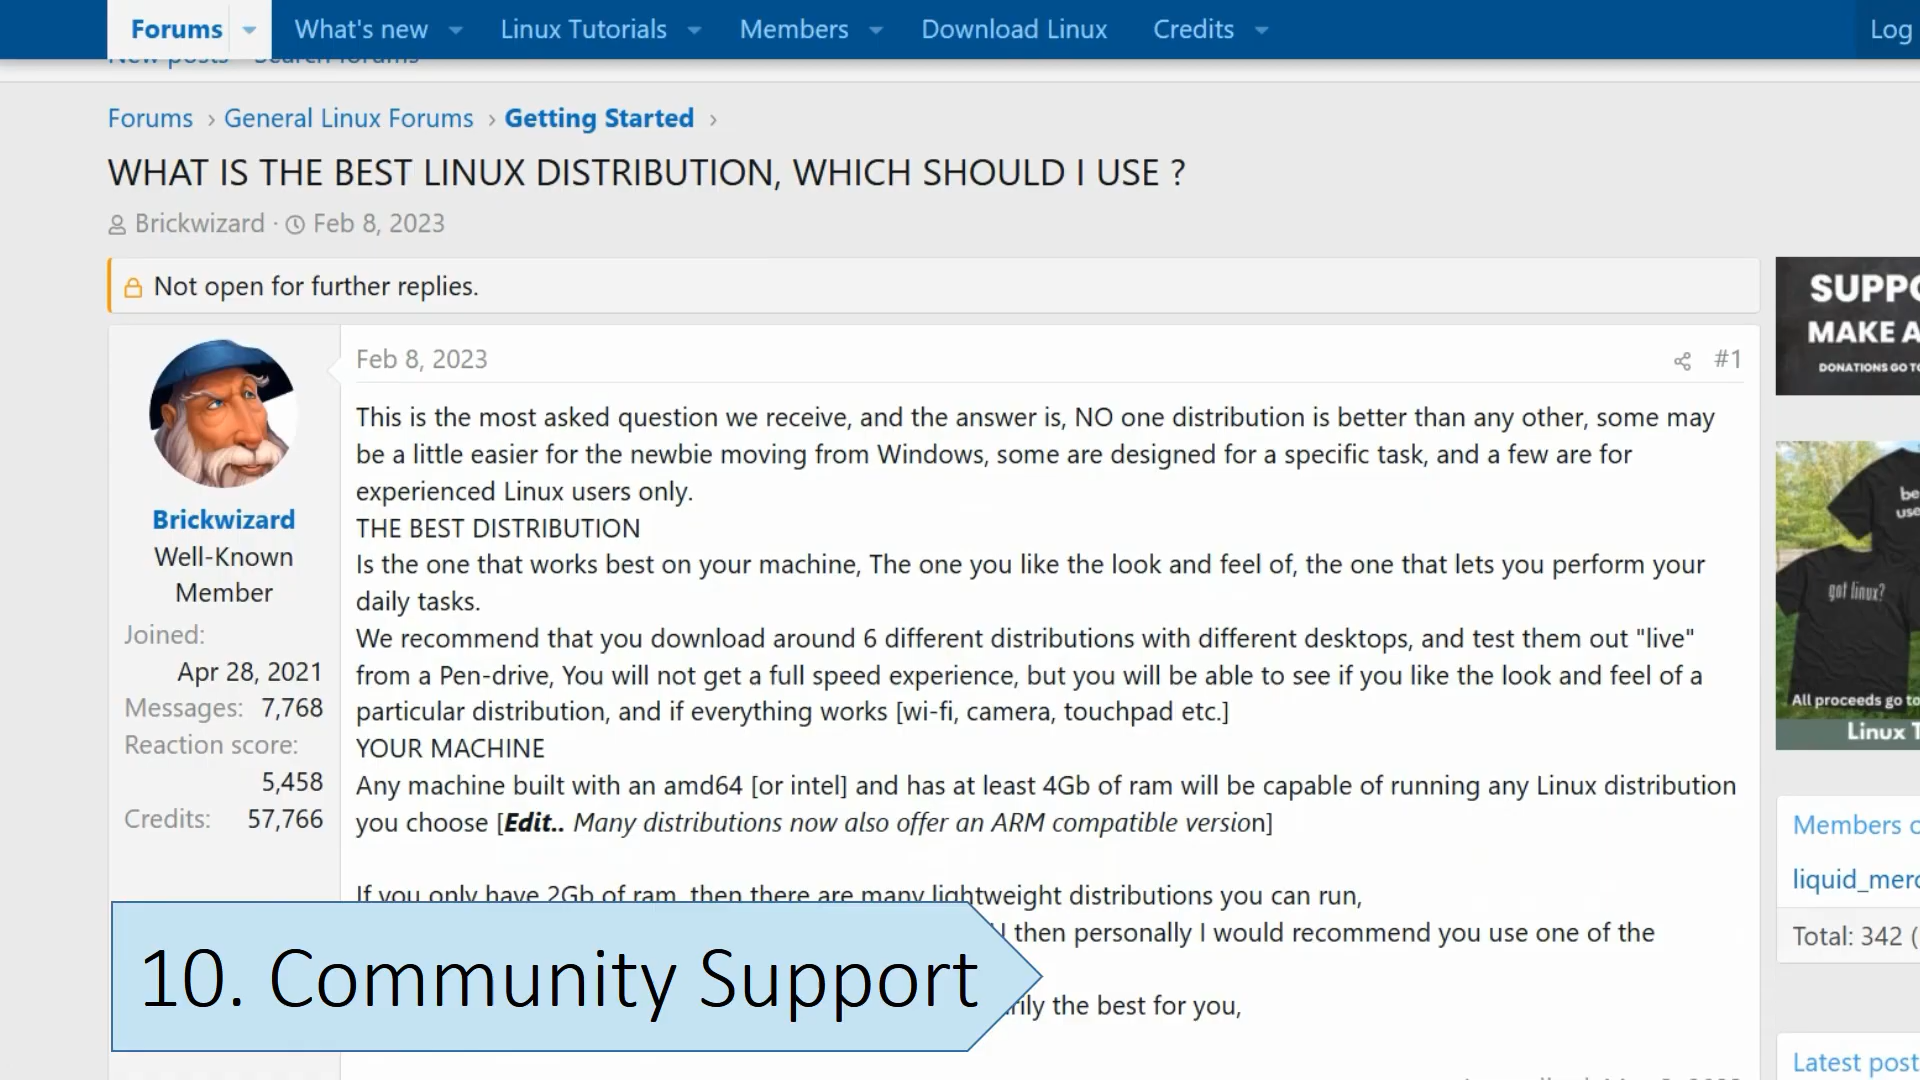 Forums What's new Linux Tutorials Members Download Linux Credits Log
New posts Search forums
Forums › General Linux Forums › Getting Started ›
WHAT IS THE BEST LINUX DISTRIBUTION, WHICH SHOULD I USE ?
Brickwizard · Feb 8, 2023
Not open for further replies.
Brickwizard
Well-Known
Member
Joined:
Apr 28, 2021
Messages: 7,768
Reaction score:
5,458
Credits: 57,766
Feb 8, 2023 #1
This is the most asked question we receive, and the answer is, NO one distribution is better than any other, some may
be a little easier for the newbie moving from Windows, some are designed for a specific task, and a few are for
experienced Linux users only.
THE BEST DISTRIBUTION
Is the one that works best on your machine, The one you like the look and feel of, the one that lets you perform your
daily tasks.
We recommend that you download around 6 different distributions with different desktops, and test them out "live"
from a Pen-drive, You will not get a full speed experience, but you will be able to see if you like the look and feel of a
particular distribution, and if everything works [wi-fi, camera, touchpad etc.]
YOUR MACHINE
Any machine built with an amd64 [or intel] and has at least 4Gb of ram will be capable of running any Linux distribution
you choose [Edit.. Many distributions now also offer an ARM compatible version]
If you only have 2Gb of ram, then there are many lightweight distributions you can run,
then personally I would recommend you use one of the
the best for you,
10. Community Support
SUPPO
MAKE A
DONATIONS GO TO
be
use
got linux?
All proceeds go to
Linux T
Members o
liquid_merc
Total: 342 (
Latest post